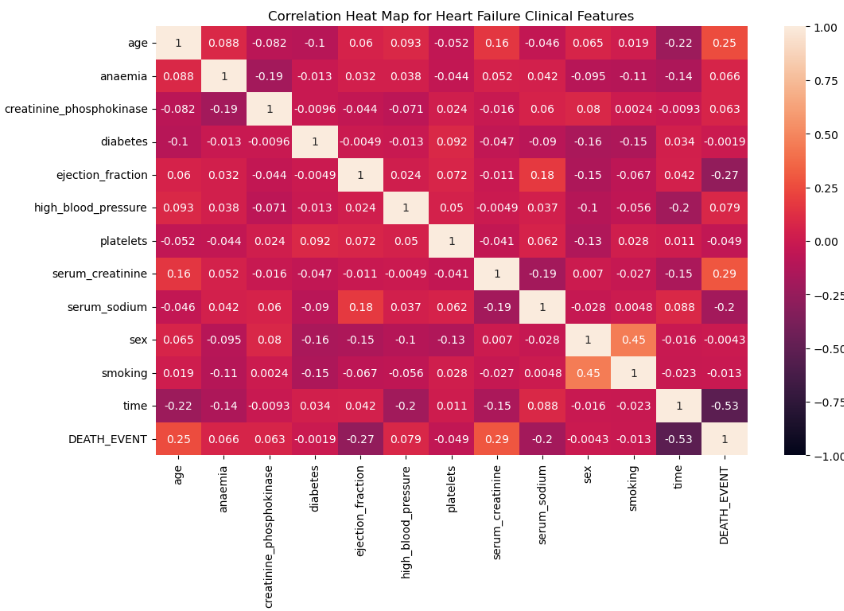 Correlation Heat Map for Heart Failure Clinical Features
age 1 0.088 -0.082 -0.1 0.06 0.093 -0.052 0.16 -0.046 0.065 0.019 -0.22 0.25
anaemia 0.088 1 -0.19 -0.013 0.032 0.038 -0.044 0.052 0.042 -0.095 -0.11 -0.14 0.066
creatinine_phosphokinase -0.082 -0.19 1 -0.0096 -0.044 -0.071 0.024 -0.016 0.06 0.08 0.0024 -0.0093 0.063
diabetes -0.1 -0.013 -0.0096 1 -0.0049 -0.013 0.092 -0.047 -0.09 -0.16 -0.15 0.034 -0.0019
ejection_fraction 0.06 0.032 -0.044 -0.0049 1 0.024 0.072 -0.011 0.18 -0.15 -0.067 0.042 -0.27
high_blood_pressure 0.093 0.038 -0.071 -0.013 0.024 1 0.05 -0.0049 0.037 -0.1 -0.056 -0.2 0.079
platelets -0.052 -0.044 0.024 0.092 0.072 0.05 1 -0.041 0.062 -0.13 0.028 0.011 -0.049
serum_creatinine 0.16 0.052 -0.016 -0.047 -0.011 -0.0049 -0.041 1 -0.19 0.007 -0.027 -0.15 0.29
serum_sodium -0.046 0.042 0.06 -0.09 0.18 0.037 0.062 -0.19 1 -0.028 0.0048 0.088 -0.2
sex 0.065 -0.095 0.08 -0.16 -0.15 -0.1 -0.13 0.007 -0.028 1 0.45 -0.016 -0.0043
smoking 0.019 -0.11 0.0024 -0.15 -0.067 -0.056 0.028 -0.027 0.0048 0.45 1 -0.023 -0.013
time -0.22 -0.14 -0.0093 0.034 0.042 -0.2 0.011 -0.15 0.088 -0.016 -0.023 1 -0.53
DEATH_EVENT 0.25 0.066 0.063 -0.0019 -0.27 0.079 -0.049 0.29 -0.2 -0.0043 -0.013 -0.53 1
age
anaemia
creatinine_phosphokinase
diabetes
ejection_fraction
high_blood_pressure
platelets
serum_creatinine
serum_sodium
sex
smoking
time
DEATH_EVENT
1.00
0.75
0.50
0.25
0.00
−0.25
−0.50
−0.75
−1.00